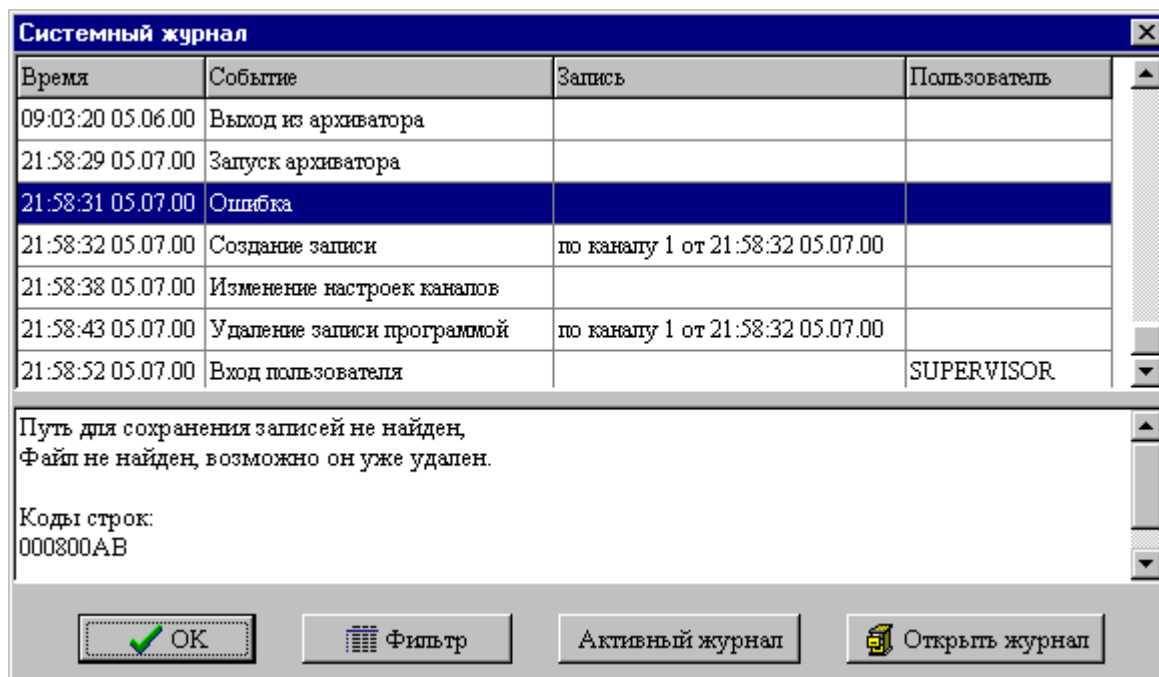 Системный журнал
Время Событие Запись Пользователь
09:03:20 05.06.00 Выход из архиватора
21:58:29 05.07.00 Запуск архиватора
21:58:31 05.07.00 Ошибка
21:58:32 05.07.00 Создание записи по каналу 1 от 21:58:32 05.07.00
21:58:38 05.07.00 Изменение настроек каналов
21:58:43 05.07.00 Удаление записи программой по каналу 1 от 21:58:32 05.07.00
21:58:52 05.07.00 Вход пользователя SUPERVISOR
Путь для сохранения записей не найден,
Файл не найден, возможно он уже удален.
Коды строк:
000800AB
OK Фильтр Активный журнал Открыть журнал